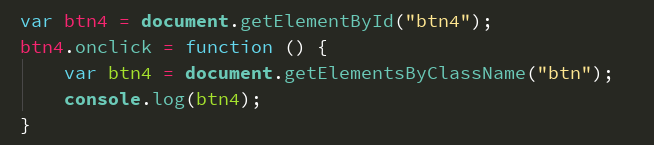 var btn4 = document.getElementById("btn4");
btn4.onclick = function () {
    var btn4 = document.getElementsByClassName("btn");
    console.log(btn4);
}